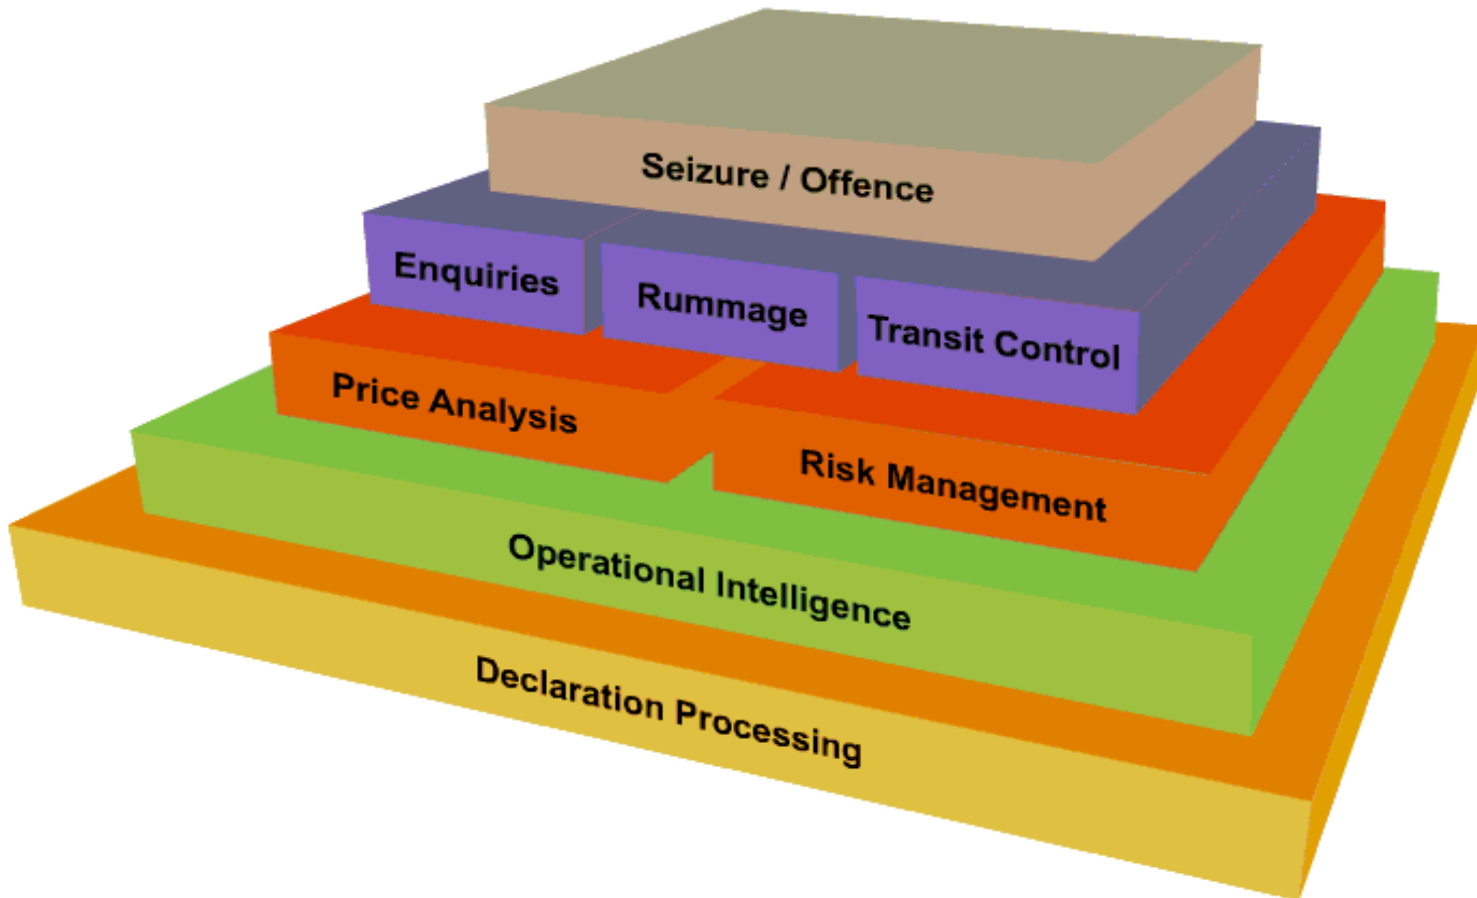 Seizure / Offence
Enquiries
Rummage
Transit Control
Price Analysis
Risk Management
Operational Intelligence
Declaration Processing